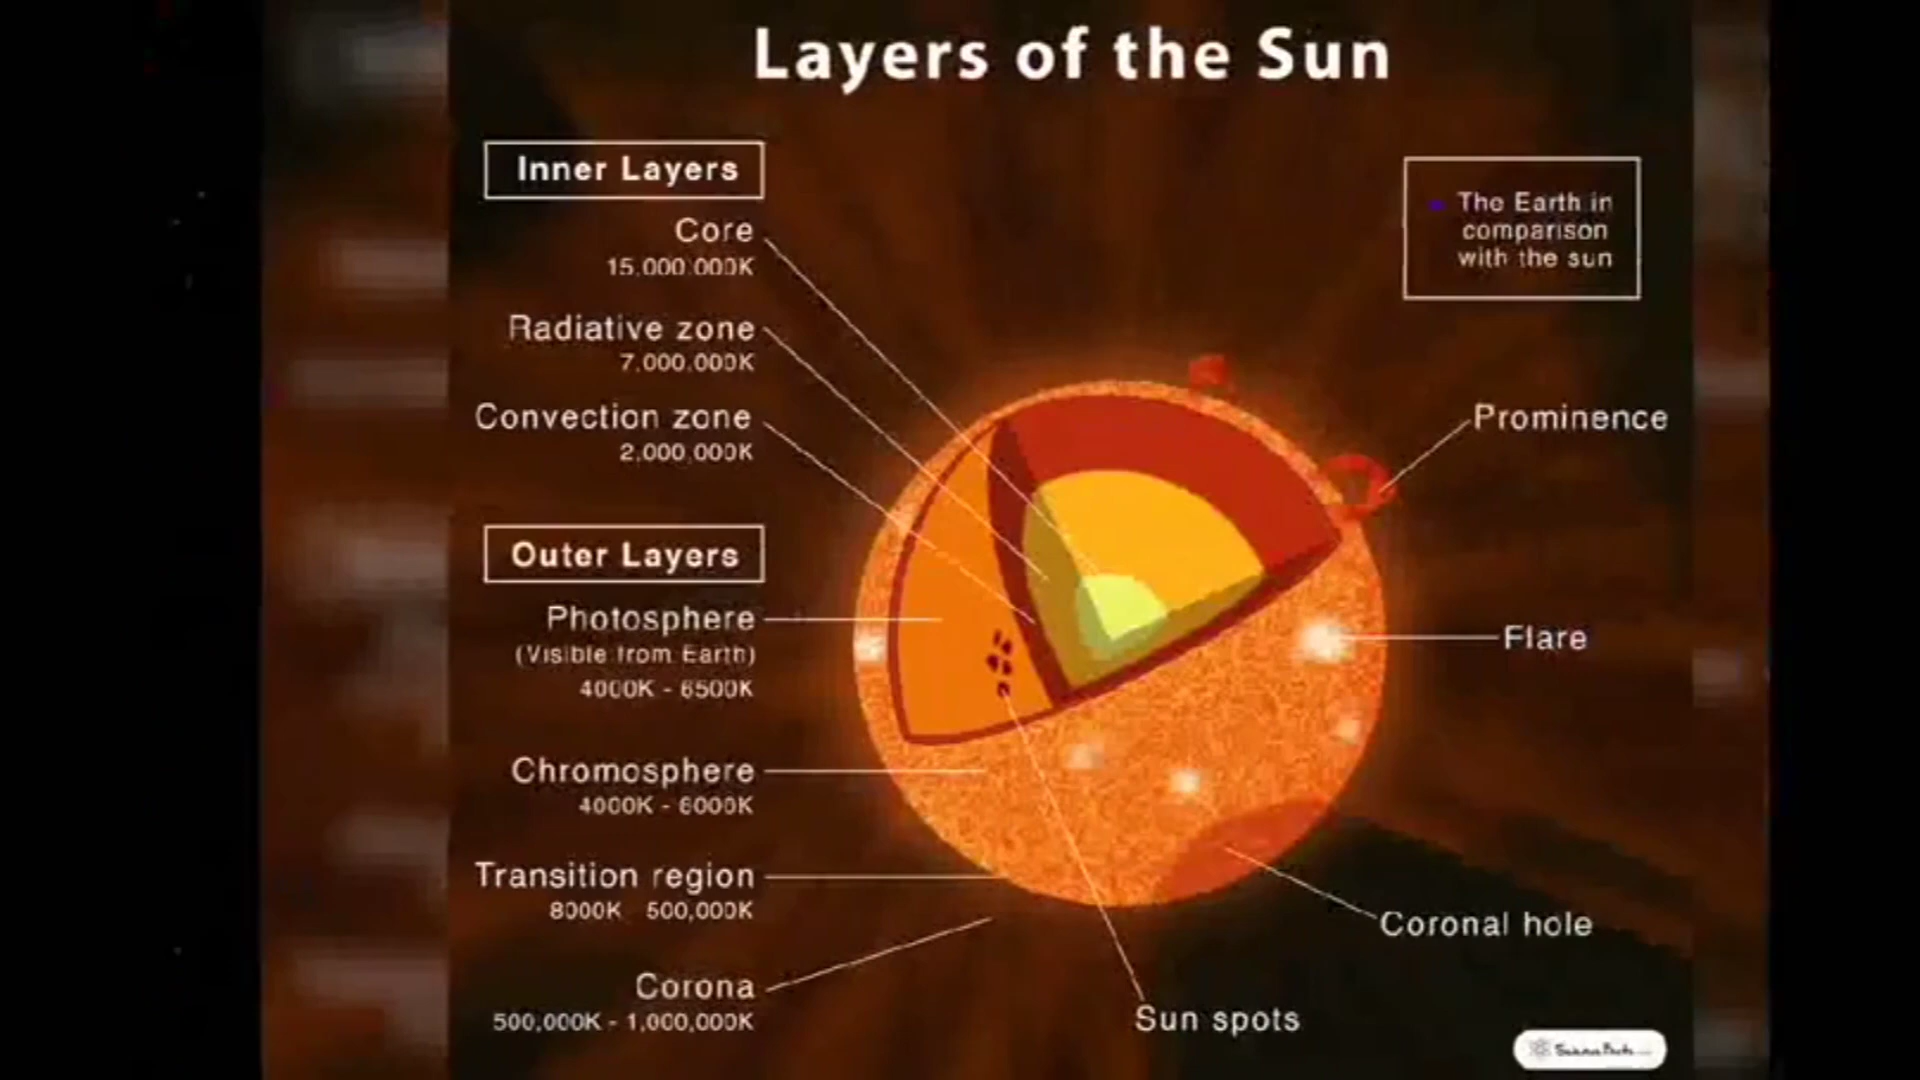 Layers of the Sun
Inner Layers
Core
15,000,000K
Radiative zone
7,000,000K
Convection zone
2,000,000K
Outer Layers
Photosphere
(Visible from Earth)
4000K - 6500K
Chromosphere
4000K - 6000K
Transition region
8000K 500,000K
Corona
500,000K - 1,000,000K
The Earth in
comparison
with the sun
Prominence
Flare
Coronal hole
Sun spots